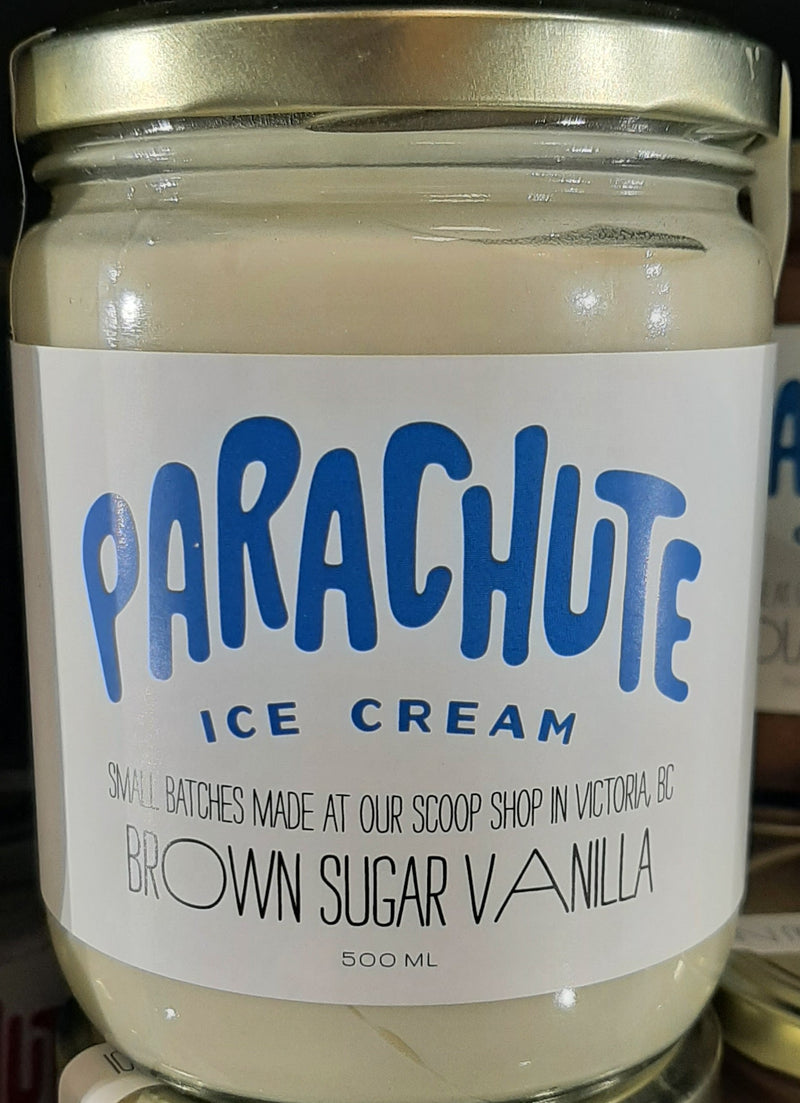 PARACHUTE
ICE CREAM
SMALL BATCHES MADE AT OUR SCOOP SHOP IN VICTORIA, BC
BROWN SUGAR VANILLA
500 ML